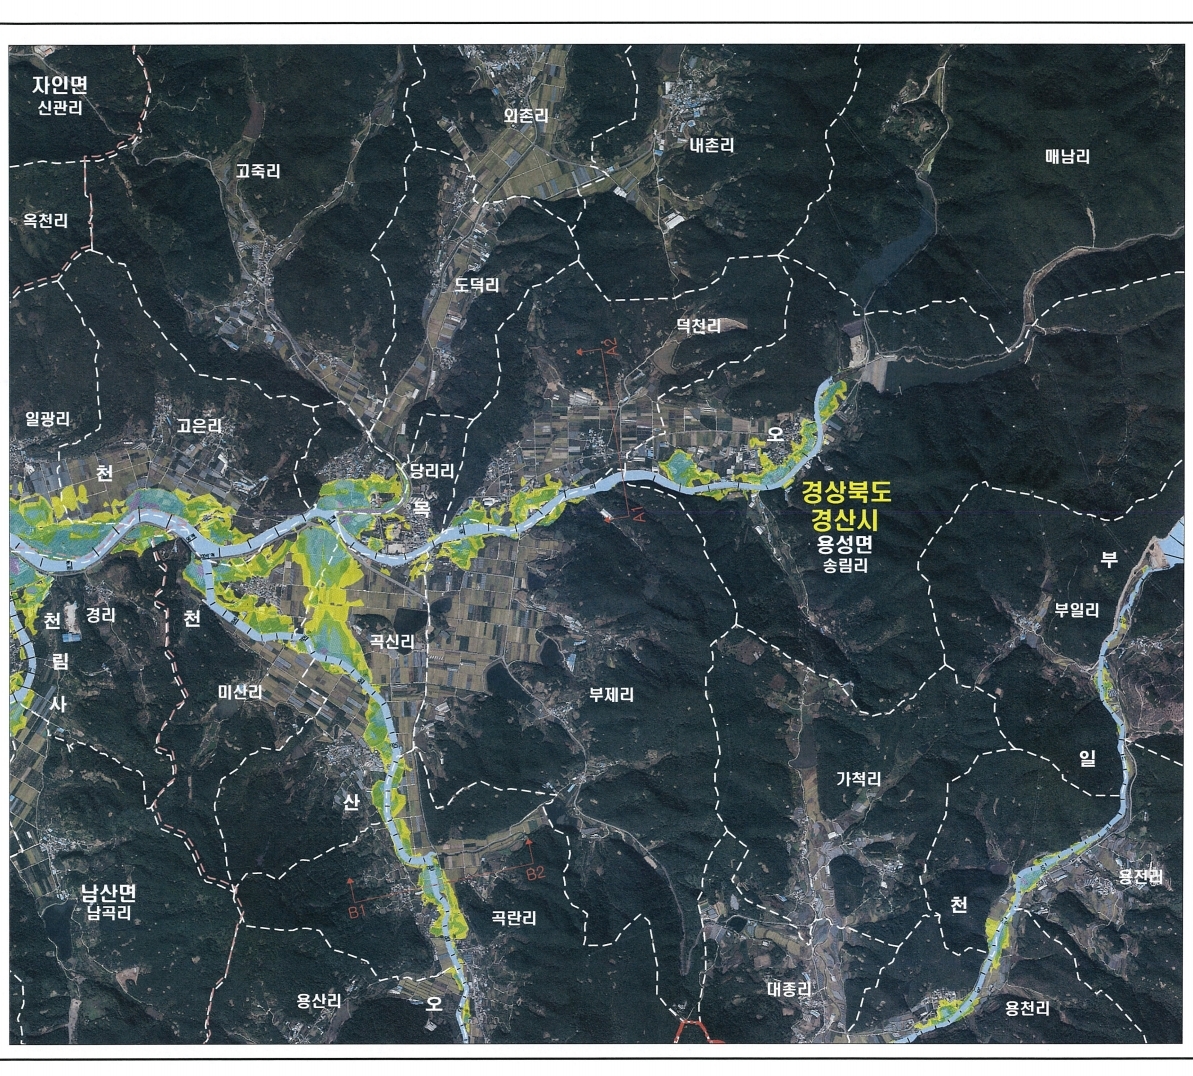 자인면
신관리
외촌리
내촌리
매남리
고죽리
옥천리
도덕리
덕천리
A2
일광리
고은리
오
천
당리리
목
경상북도
경산시
용성면
송림리
A1
부
부일리
천
경리
천
림
사
곡신리
미산리
부제리
일
가척리
산
B2
B1
용전리
남산면
남곡리
곡란리
천
용산리
오
대종리
용천리